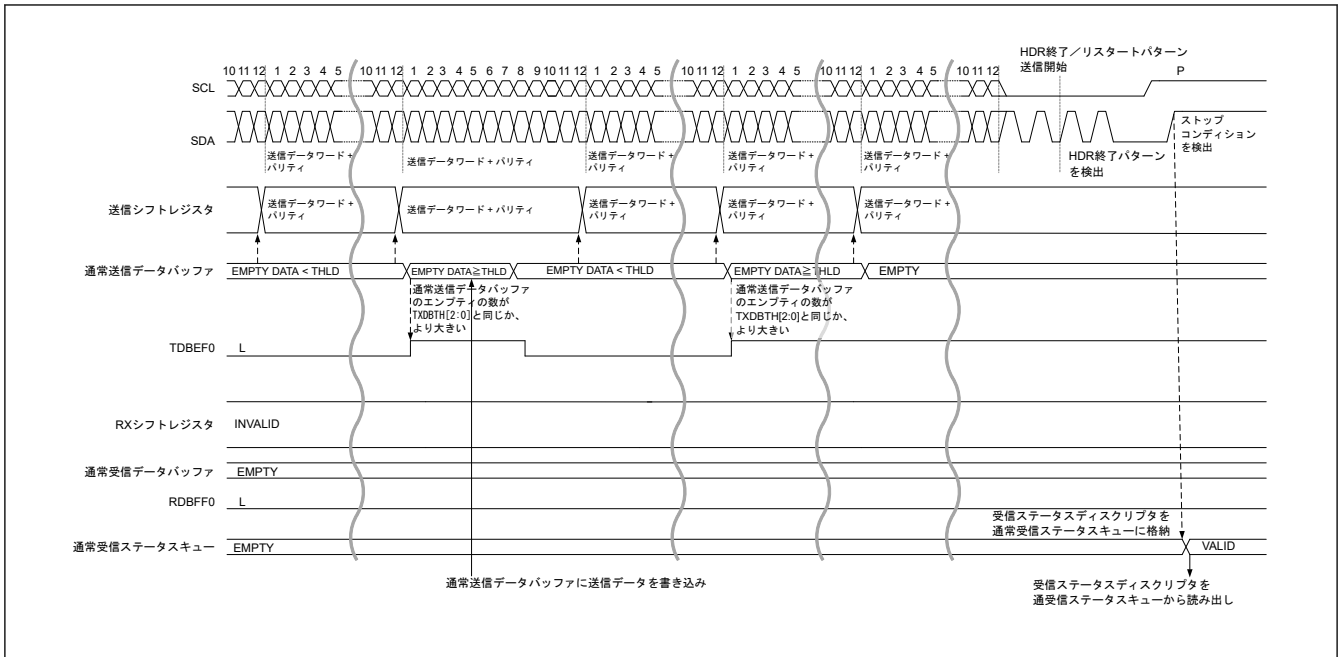 HDR終了／リスタートパターン
送信開始
P
10 11 12 1 2 3 4 5 10 11 12 1 2 3 4 5 6 7 8 9 10 11 12 1 2 3 4 5 10 11 12 1 2 3 4 5 10 11 12 1 2 3 4 5 10 11 12
SCL
SDA
ストップ
コンディション
を検出
HDR終了パターン
を検出
送信データワード +
パリティ
送信データワード + パリティ
送信データワード +
パリティ
送信データワード +
パリティ
送信データワード +
パリティ
送信シフトレジスタ
送信データワード +
パリティ
送信データワード + パリティ
送信データワード +
パリティ
送信データワード +
パリティ
送信データワード +
パリティ
通常送信データバッファ
EMPTY DATA < THLD
EMPTY DATA≧THLD
EMPTY DATA < THLD
EMPTY DATA≧THLD
EMPTY
通常送信データバッファ
のエンプティの数が
TXDBTH[2:0]と同じか、
より大きい
通常送信データバッファ
のエンプティの数が
TXDBTH[2:0]と同じか、
より大きい
TDBEF0 L
RXシフトレジスタ INVALID
通常受信データバッファ EMPTY
RDBFF0 L
受信ステータスディスクリプタを
通常受信ステータスキューに格納
通常受信ステータスキュー EMPTY VALID
通常送信データバッファに送信データを書き込み
受信ステータスディスクリプタを
通受信ステータスキューから読み出し